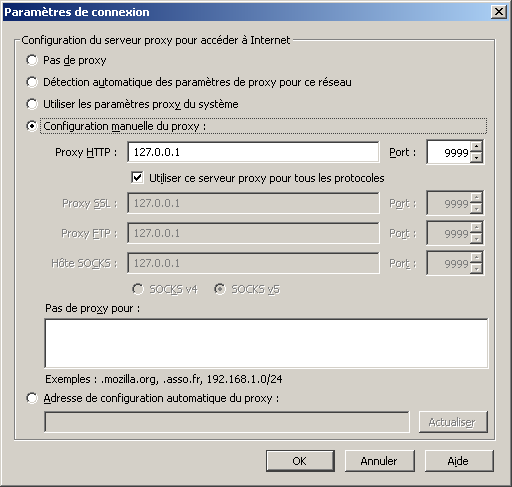 Paramètres de connexion
Configuration du serveur proxy pour accéder à Internet
Pas de proxy
Détection automatique des paramètres de proxy pour ce réseau
Utiliser les paramètres proxy du système
Configuration manuelle du proxy :
Proxy HTTP : 127.0.0.1 Port : 9999
Utiliser ce serveur proxy pour tous les protocoles
Proxy SSL : 127.0.0.1 Port : 9999
Proxy FTP : 127.0.0.1 Port : 9999
Hôte SOCKS : 127.0.0.1 Port : 9999
SOCKS v4 SOCKS v5
Pas de proxy pour :
Exemples : .mozilla.org, .asso.fr, 192.168.1.0/24
Adresse de configuration automatique du proxy :
Actualiser
OK Annuler Aide